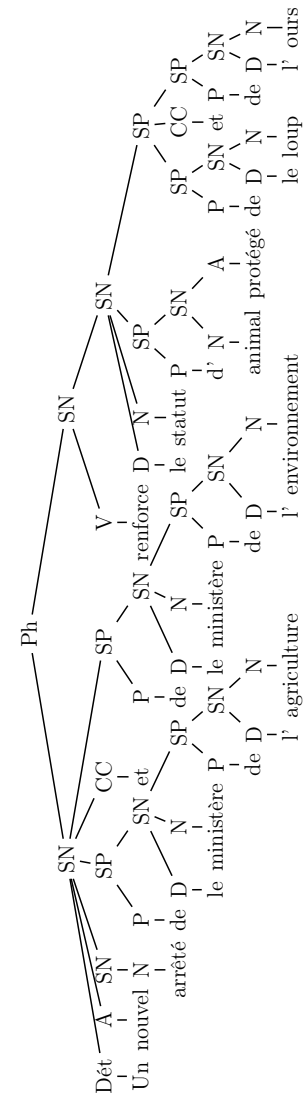 Ph
SN SN
Dét A SN SP CC SP V SN
Un nouvel N P SN et P SN renforce D N SP SP
arrêté de D N SP de D N SP le statut P SN SP CC SP
le ministère P SN le ministère P SN d' N A P SN et P SN
de D N de D N animal protégé de D N de D N
l' agriculture l' environnement le loup l' ours